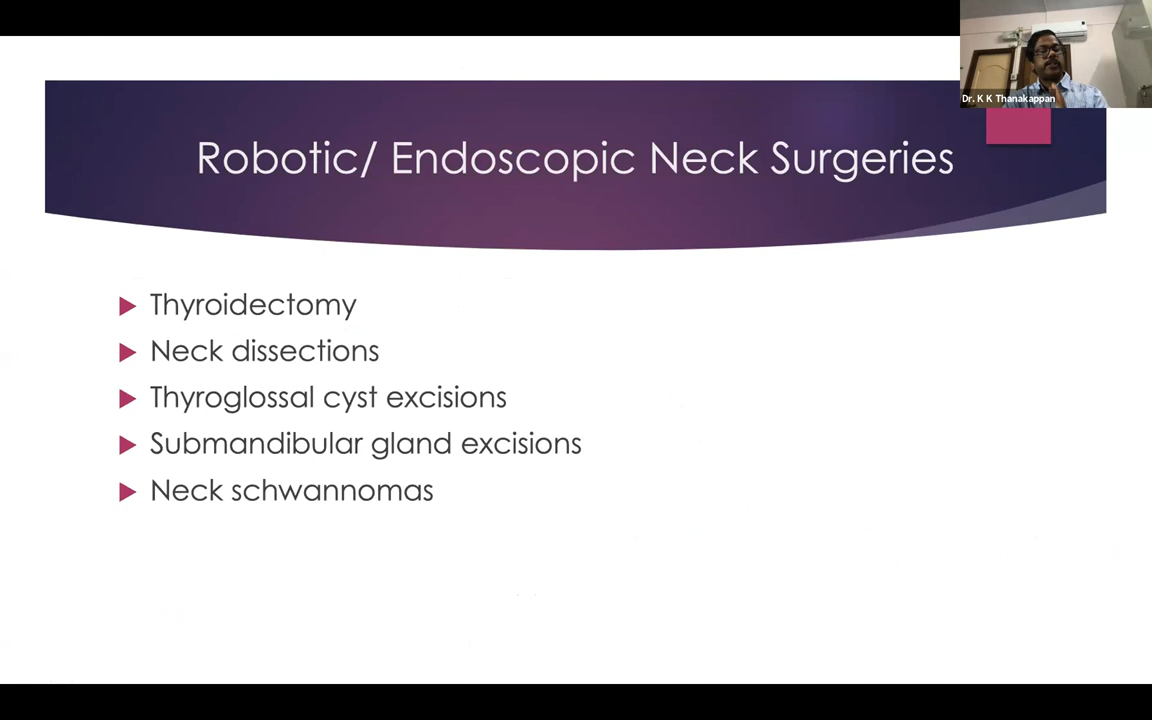 Dr. K K Thanakappan
Robotic/ Endoscopic Neck Surgeries
Thyroidectomy
Neck dissections
Thyroglossal cyst excisions
Submandibular gland excisions
Neck schwannomas